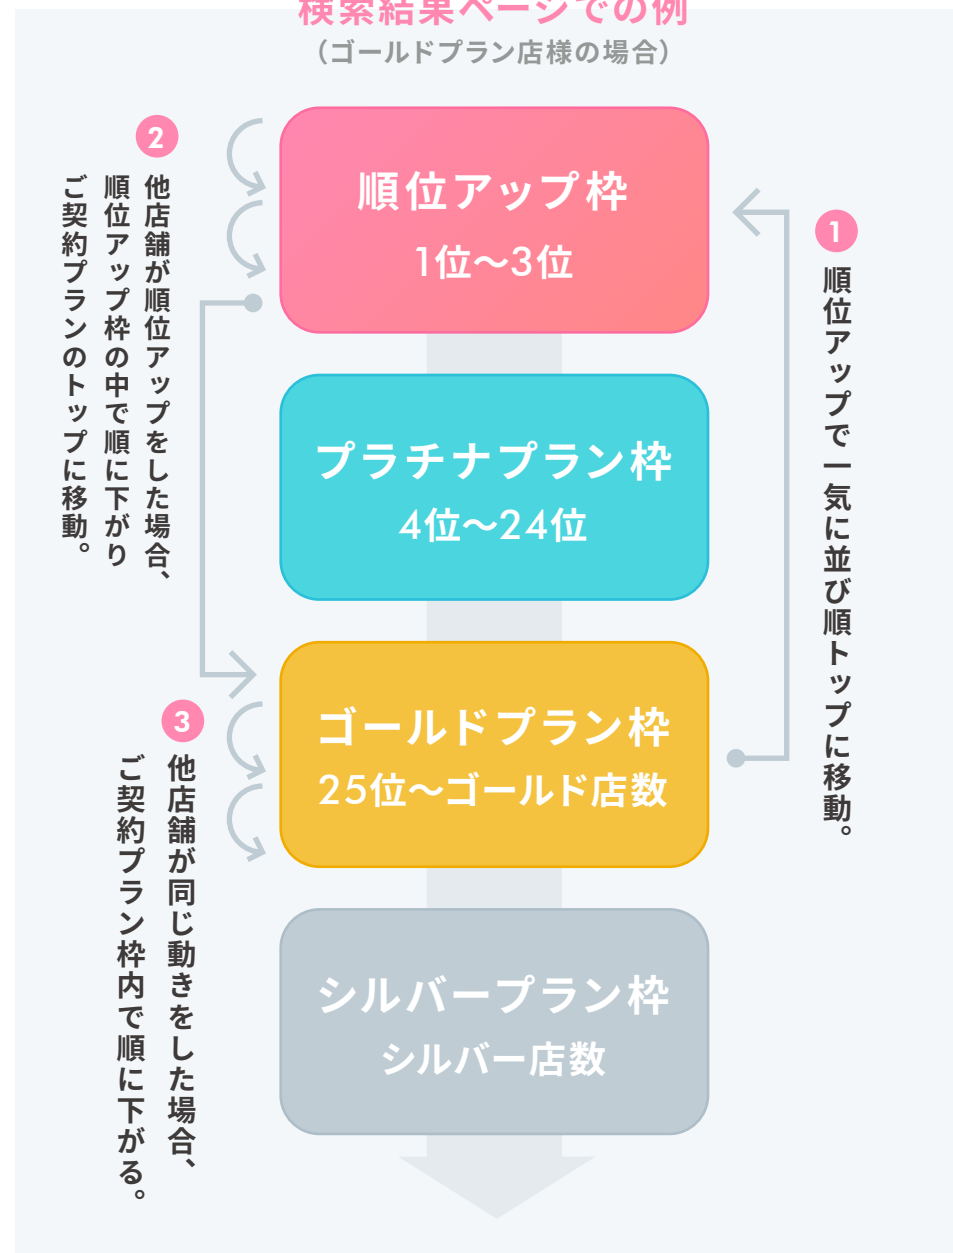 検索結果ページでの例
（ゴールドプラン店様の場合）
順位アップ枠
1位～3位
プラチナプラン枠
4位～24位
ゴールドプラン枠
25位～ゴールド店数
シルバープラン枠
シルバー店数
1
順位アップで一気に並び順トップに移動。
2
他店舗が順位アップをした場合、
順位アップ枠の中で順に下がり
ご契約プランのトップに移動。
3
他店舗が同じ動きをした場合、
ご契約プラン枠内で順に下がる。